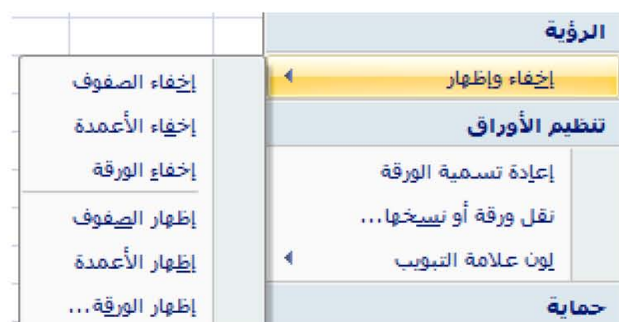 الرؤية
إخفاء وإظهار
تنظيم الأوراق
إعادة تسمية الورقة
نقل ورقة أو نسخها...
لون علامة التبويب
حماية
إخفاء الصفوف
إخفاء الأعمدة
إخفاء الورقة
إظهار الصفوف
إظهار الأعمدة
إظهار الورقة...